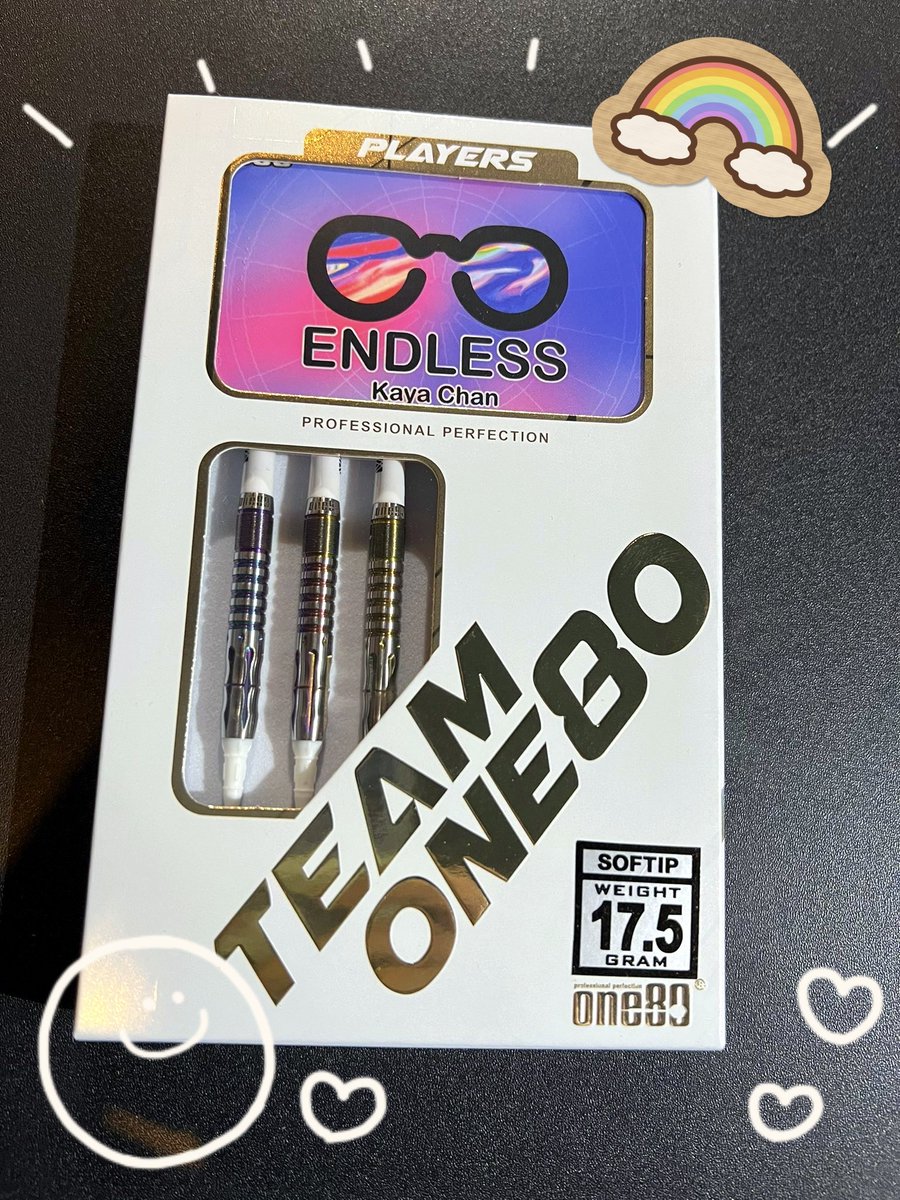 PLAYERS
ENDLESS
Kaya Chan
PROFESSIONAL PERFECTION
TEAM
ONE80
SOFTIP
WEIGHT
17.5
GRAM
professional perfection
one80®